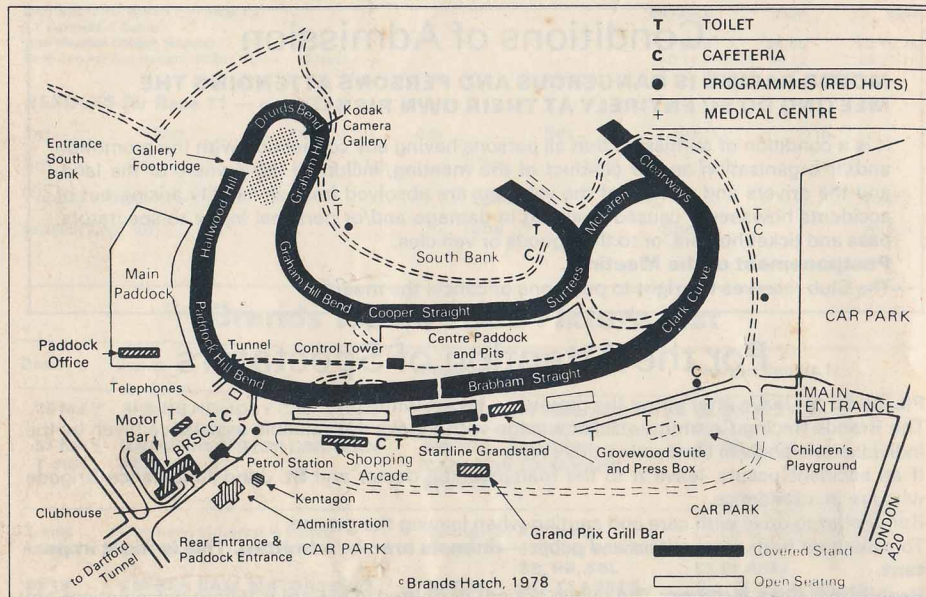 T TOILET
C CAFETERIA
● PROGRAMMES (RED HUTS)
+ MEDICAL CENTRE
Entrance
South
Bank
Gallery
Footbridge
Druids Bend
Kodak
Camera
Gallery
Hailwood Hill
Graham Hill
Graham Hill Bend
C
South Bank
T
C
McLaren
Clearways
C
Main
Paddock
Paddock Hill Bend
Cooper Straight
Surtees
Clark Curve
CAR PARK
Paddock
Office
Tunnel
Control Tower
Centre Paddock
and Pits
Brabham Straight
C
Telephones
Motor
Bar
BRSCC
T
C
C T
T
T
T
MAIN
ENTRANCE
Petrol Station
Shopping
Arcade
Startline Grandstand
Grovewood Suite
and Press Box
Children's
Playground
Kentagon
Clubhouse
Administration
to Dartford
Tunnel
Rear Entrance &
Paddock Entrance
CAR PARK
Grand Prix Grill Bar
CAR PARK
LONDON
A20
Covered Stand
Open Seating
c Brands Hatch, 1978